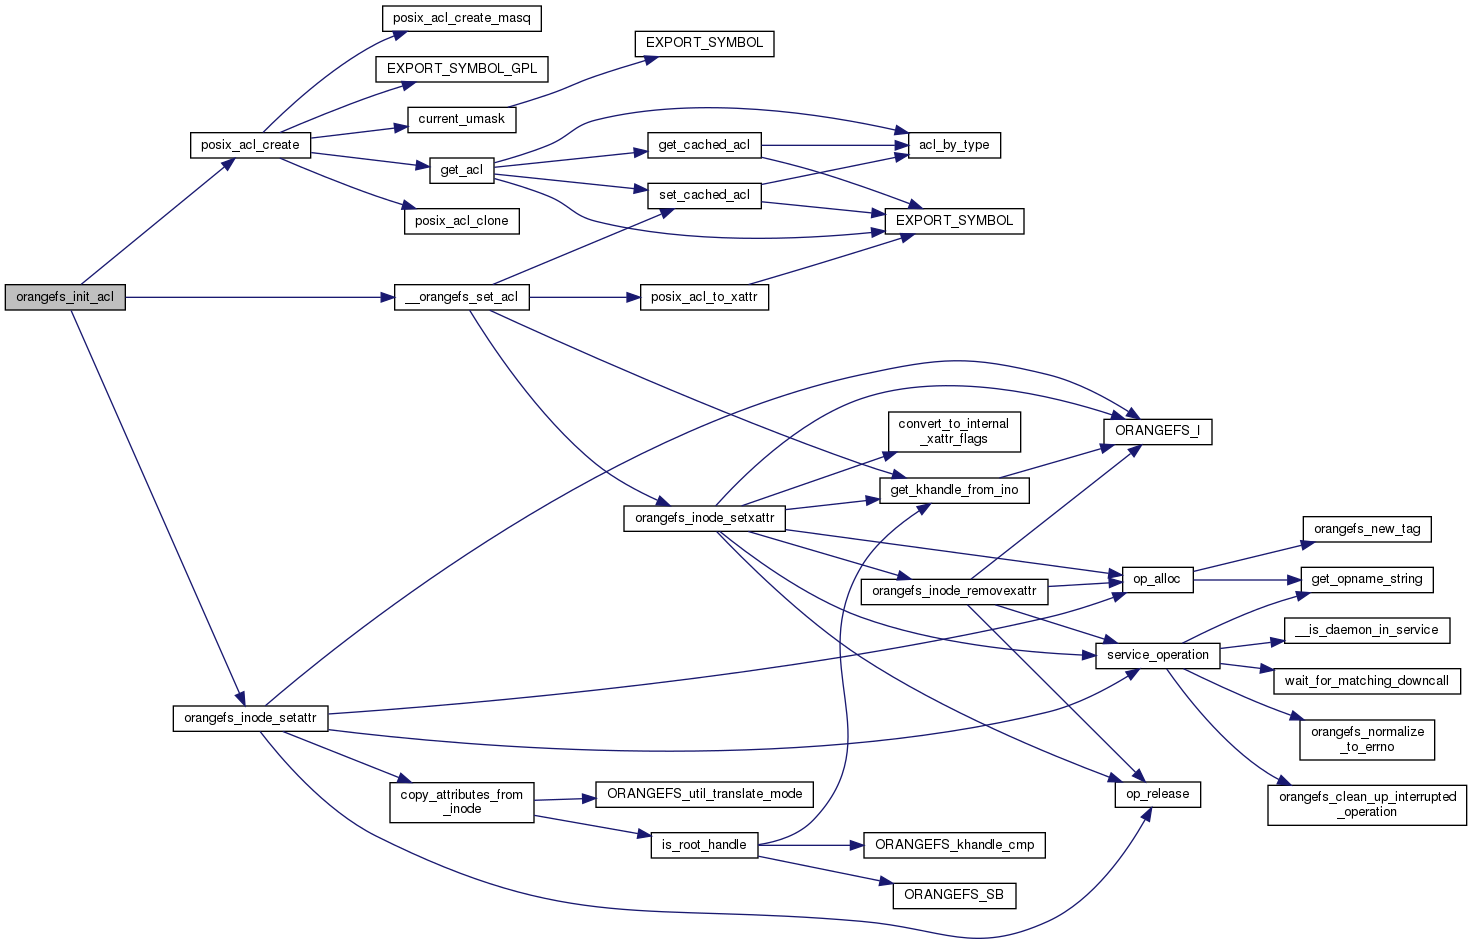 posix_acl_create_masq
EXPORT_SYMBOL
EXPORT_SYMBOL_GPL
current_umask
posix_acl_create
get_cached_acl
acl_by_type
get_acl
set_cached_acl
posix_acl_clone
EXPORT_SYMBOL
orangefs_init_acl
__orangefs_set_acl
posix_acl_to_xattr
convert_to_internal
_xattr_flags
ORANGEFS_I
get_khandle_from_ino
orangefs_inode_setxattr
orangefs_new_tag
op_alloc
get_opname_string
orangefs_inode_removexattr
__is_daemon_in_service
service_operation
wait_for_matching_downcall
orangefs_inode_setattr
orangefs_normalize
_to_errno
copy_attributes_from
_inode
ORANGEFS_util_translate_mode
op_release
orangefs_clean_up_interrupted
_operation
is_root_handle
ORANGEFS_khandle_cmp
ORANGEFS_SB